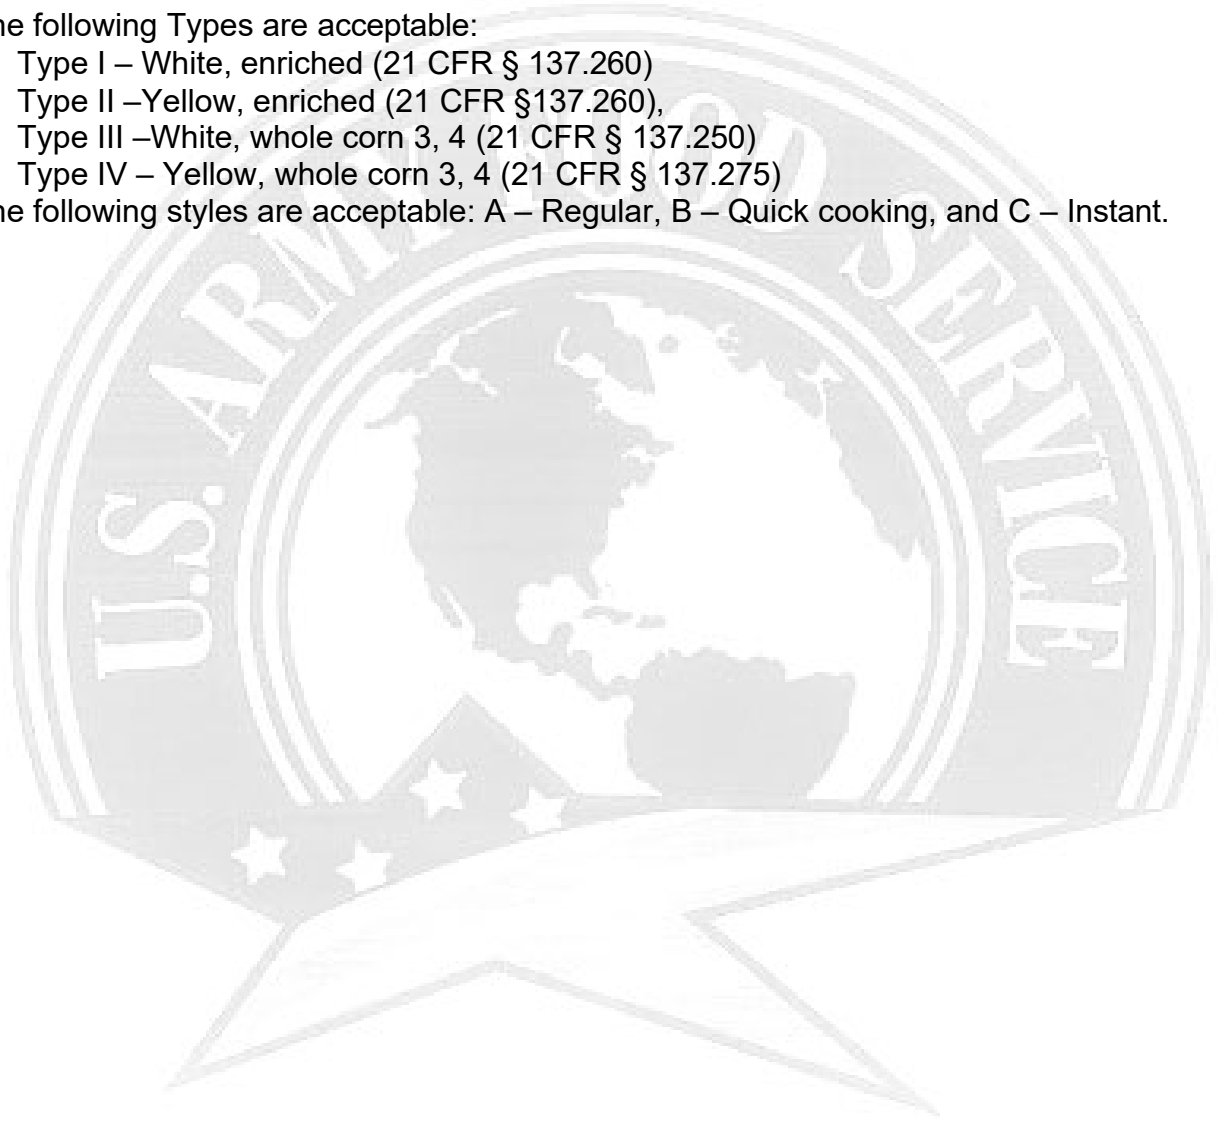 he following Types are acceptable:
Type I – White, enriched (21 CFR § 137.260)
Type II –Yellow, enriched (21 CFR §137.260),
Type III –White, whole corn 3, 4 (21 CFR § 137.250)
Type IV – Yellow, whole corn 3, 4 (21 CFR § 137.275)
he following styles are acceptable: A – Regular, B – Quick cooking, and C – Instant.
U.S. ARMY FOOD SERVICE